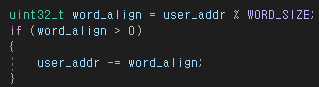 uint32_t word_align = user_addr % WORD_SIZE;
if (word_align > 0)
{
    user_addr -= word_align;
}